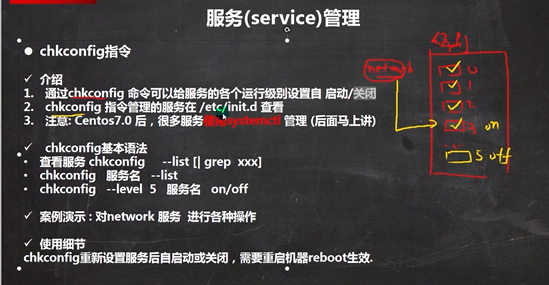 服务(service)管理
● chkconfig指令
✓ 介绍
1. 通过chkconfig 命令可以给服务的各个运行级别设置自 启动/关闭
2. chkconfig 指令管理的服务在 /etc/init.d 查看
3. 注意: Centos7.0 后，很多服务使用systemctl 管理 (后面马上讲)
✓ chkconfig基本语法
• 查看服务 chkconfig --list [| grep xxx]
• chkconfig 服务名 --list
• chkconfig --level 5 服务名 on/off
✓ 案例演示 : 对network 服务 进行各种操作
✓ 使用细节
chkconfig重新设置服务后自启动或关闭，需要重启机器reboot生效.
network
0
1
2
3 on
5 off